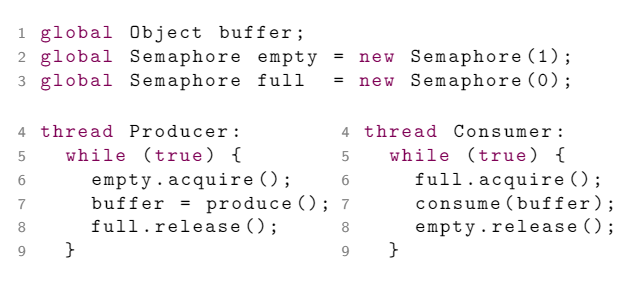 1 global Object buffer;
2 global Semaphore empty = new Semaphore(1);
3 global Semaphore full  = new Semaphore(0);
4 thread Producer:
5   while (true) {
6     empty.acquire();
7     buffer = produce();
8     full.release();
9   }
4 thread Consumer:
5   while (true) {
6     full.acquire();
7     consume(buffer);
8     empty.release();
9   }